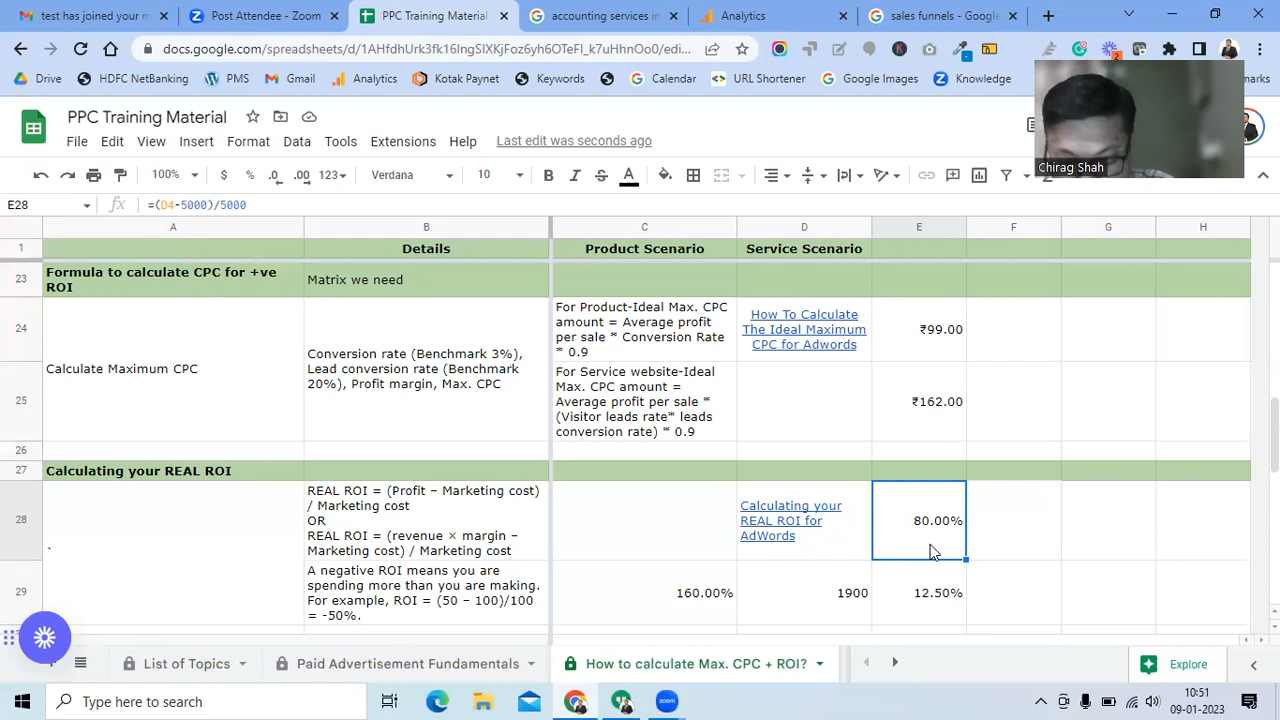 test has joined your m
Post Attendee - Zoom
PPC Training Material
accounting services in
Analytics
sales funnels - Google
docs.google.com/spreadsheets/d/1AHfdhUrk3fk16lngSlXKjFoz6yh6OTeFl_k7uHhnOo0/edi...
Drive
HDFC NetBanking
PMS
Gmail
Analytics
Kotak Paynet
Keywords
Calendar
URL Shortener
Google Images
Knowledge
marks
PPC Training Material
File Edit View Insert Format Data Tools Extensions Help Last edit was seconds ago
Chirag Shah
100% $ % .0 .00 123 Verdana 10 B I S A
E28 fx =(D4-5000)/5000
A B C D E F G H
1 Details Product Scenario Service Scenario
23 Formula to calculate CPC for +ve
ROI
Matrix we need
24
For Product-Ideal Max. CPC
amount = Average profit
per sale * Conversion Rate
* 0.9
How To Calculate
The Ideal Maximum
CPC for Adwords
₹99.00
Calculate Maximum CPC
Conversion rate (Benchmark 3%),
Lead conversion rate (Benchmark
20%), Profit margin, Max. CPC
25
For Service website-Ideal
Max. CPC amount =
Average profit per sale *
(Visitor leads rate* leads
conversion rate) * 0.9
₹162.00
26
27 Calculating your REAL ROI
28
`
REAL ROI = (Profit − Marketing cost)
/ Marketing cost
OR
REAL ROI = (revenue × margin −
Marketing cost) / Marketing cost
Calculating your
REAL ROI for
AdWords
80.00%
29
A negative ROI means you are
spending more than you are making.
For example, ROI = (50 − 100)/100
= -50%.
160.00%
1900
12.50%
List of Topics
Paid Advertisement Fundamentals
How to calculate Max. CPC + ROI?
Explore
Type here to search
10:51
09-01-2023